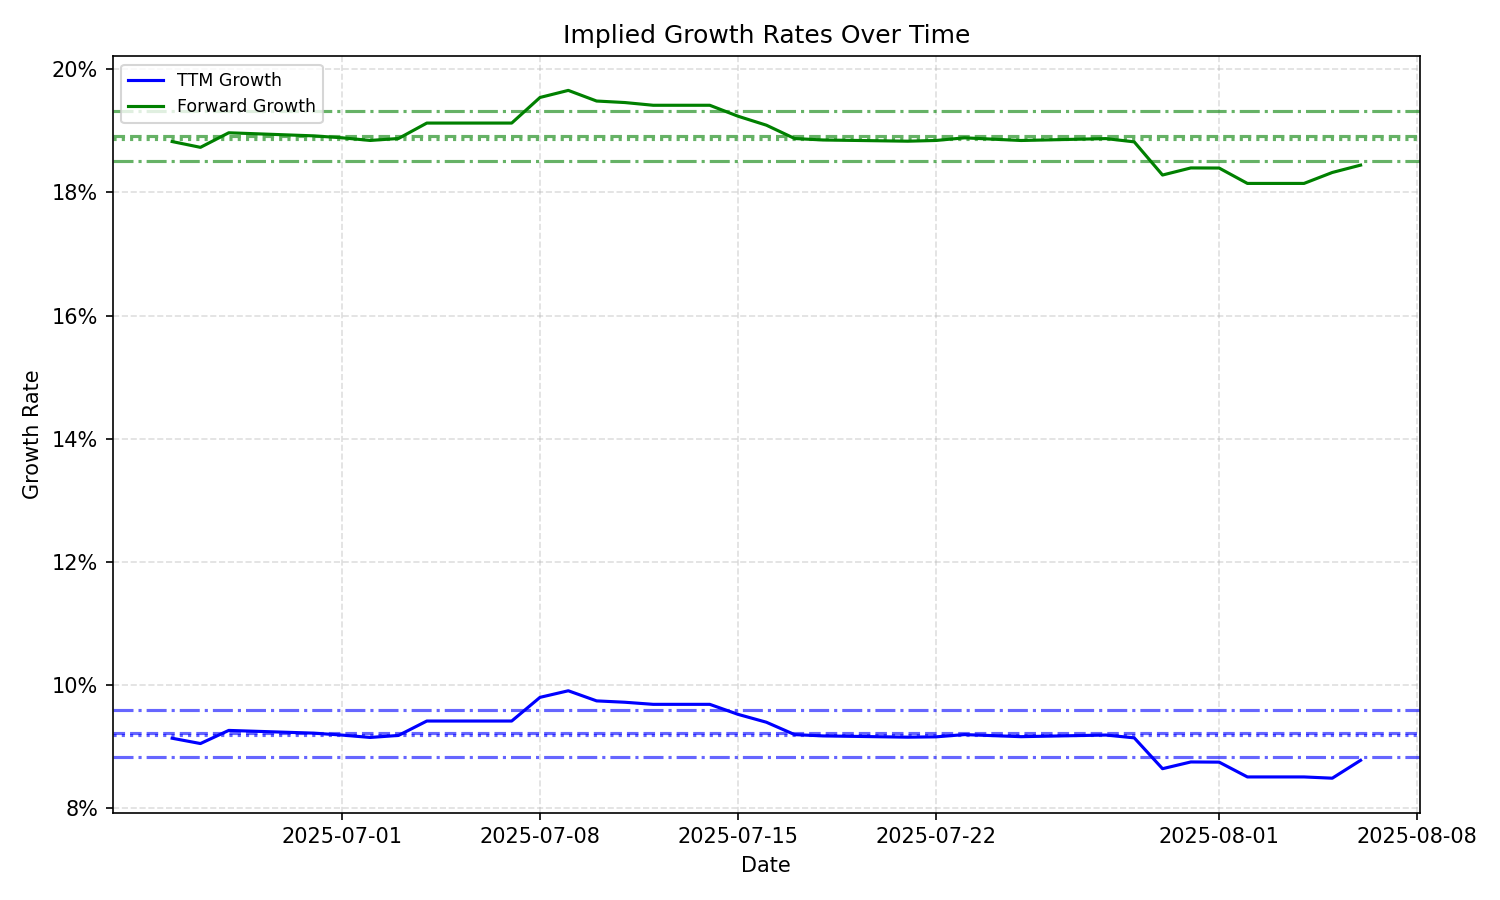 Implied Growth Rates Over Time
TTM Growth
Forward Growth
20%
18%
16%
14%
12%
10%
8%
Growth Rate
2025-07-01
2025-07-08
2025-07-15
2025-07-22
2025-08-01
2025-08-08
Date